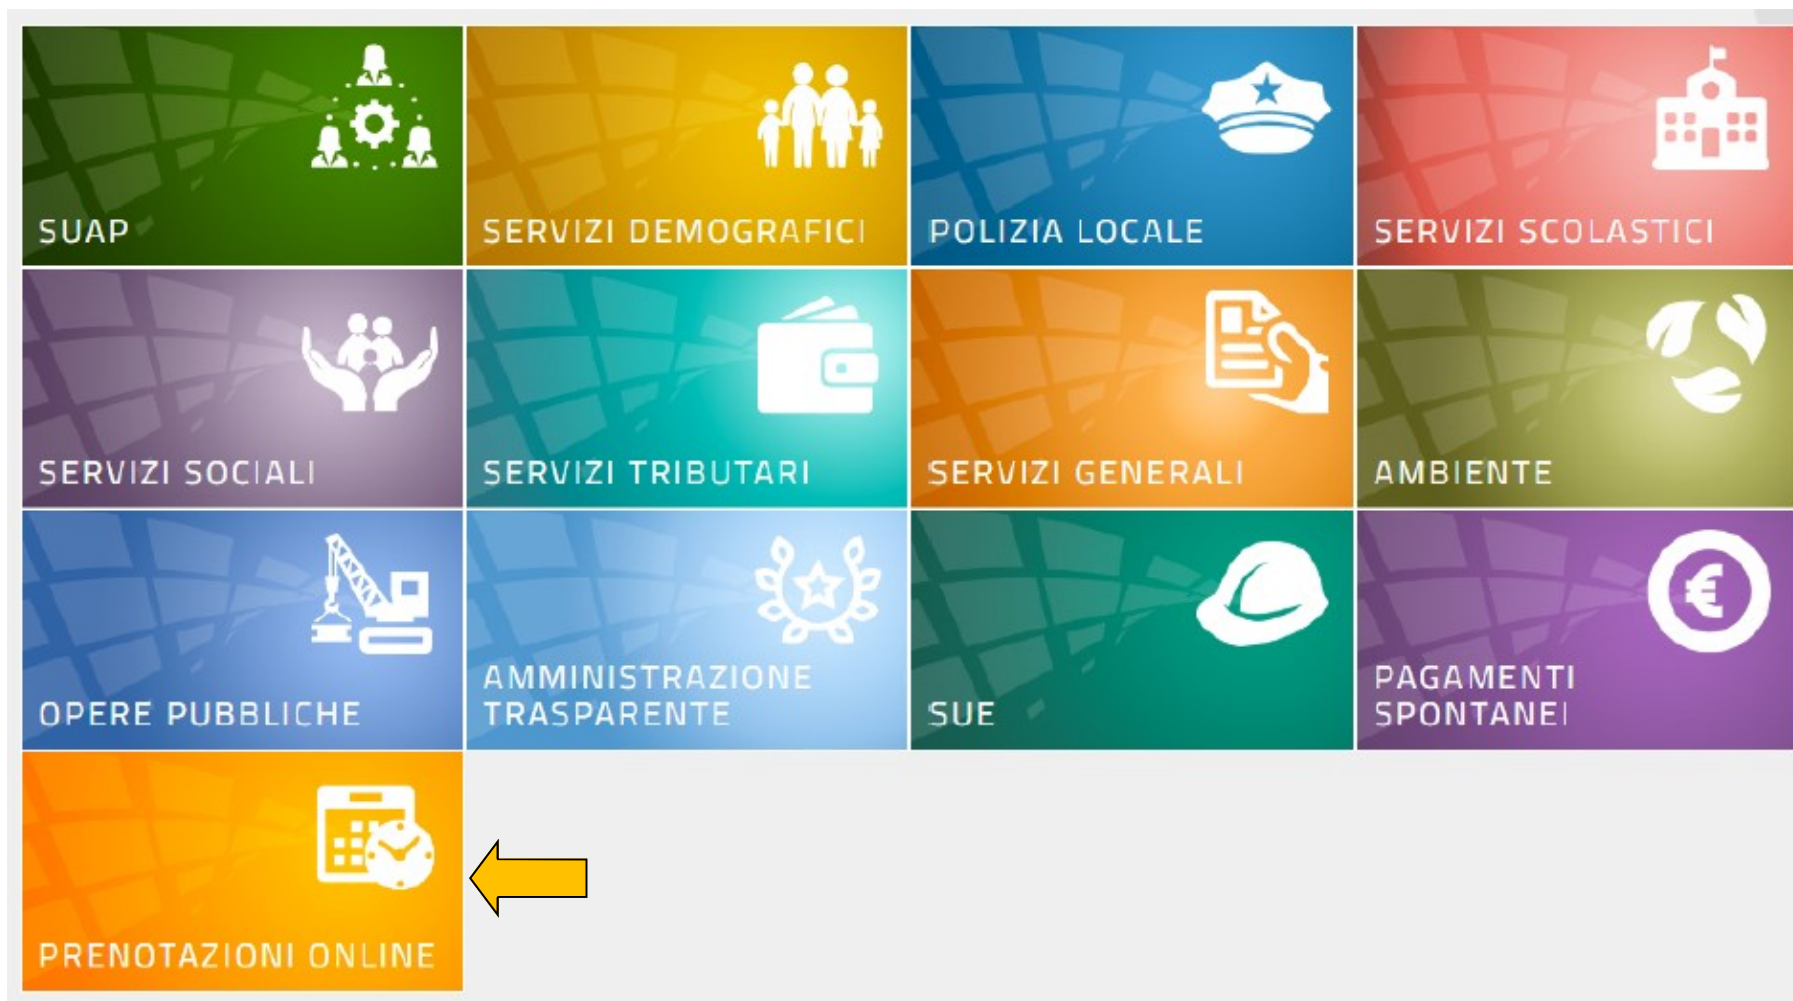 SUAP
SERVIZI DEMOGRAFICI
POLIZIA LOCALE
SERVIZI SCOLASTICI
SERVIZI SOCIALI
SERVIZI TRIBUTARI
SERVIZI GENERALI
AMBIENTE
OPERE PUBBLICHE
AMMINISTRAZIONE
TRASPARENTE
SUE
€
PAGAMENTI
SPONTANEI
PRENOTAZIONI ONLINE